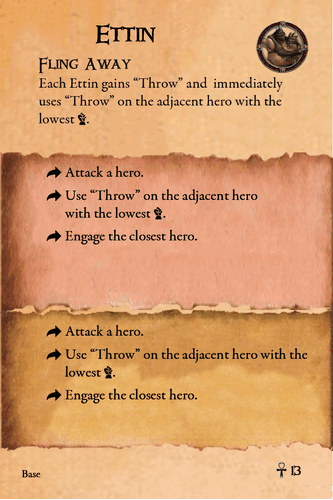 Ettin
Fling Away
Each Ettin gains “Throw” and immediately
uses “Throw” on the adjacent hero with the
lowest .
Attack a hero.
Use “Throw” on the adjacent hero
with the lowest .
Engage the closest hero.
Attack a hero.
Use “Throw” on the adjacent hero with the
lowest .
Engage the closest hero.
Base
13